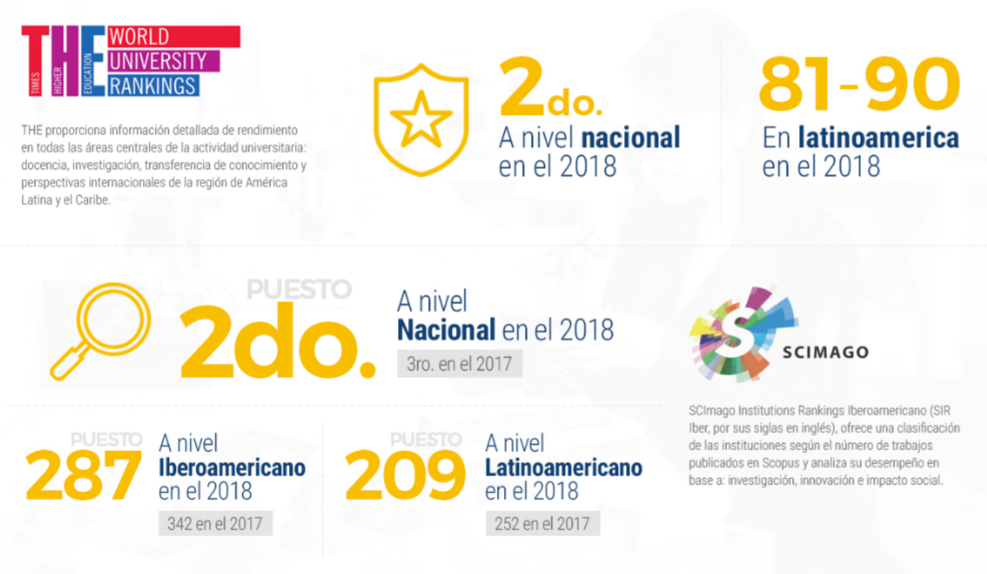 TIMES
HIGHER
EDUCATION
WORLD
UNIVERSITY
RANKINGS
THE proporciona información detallada de rendimiento
en todas las áreas centrales de la actividad universitaria:
docencia, investigación, transferencia de conocimiento y
perspectivas internacionales de la región de América
Latina y el Caribe.
2do.
A nivel nacional
en el 2018
81-90
En latinoamerica
en el 2018
PUESTO
2do.
A nivel
Nacional en el 2018
3ro. en el 2017
PUESTO
287
A nivel
Iberoamericano
en el 2018
342 en el 2017
PUESTO
209
A nivel
Latinoamericano
en el 2018
252 en el 2017
S
SCIMAGO
SCImago Institutions Rankings Iberoamericano (SIR
Iber, por sus siglas en inglés), ofrece una clasificación
de las instituciones según el número de trabajos
publicados en Scopus y analiza su desempeño en
base a: investigación, innovación e impacto social.